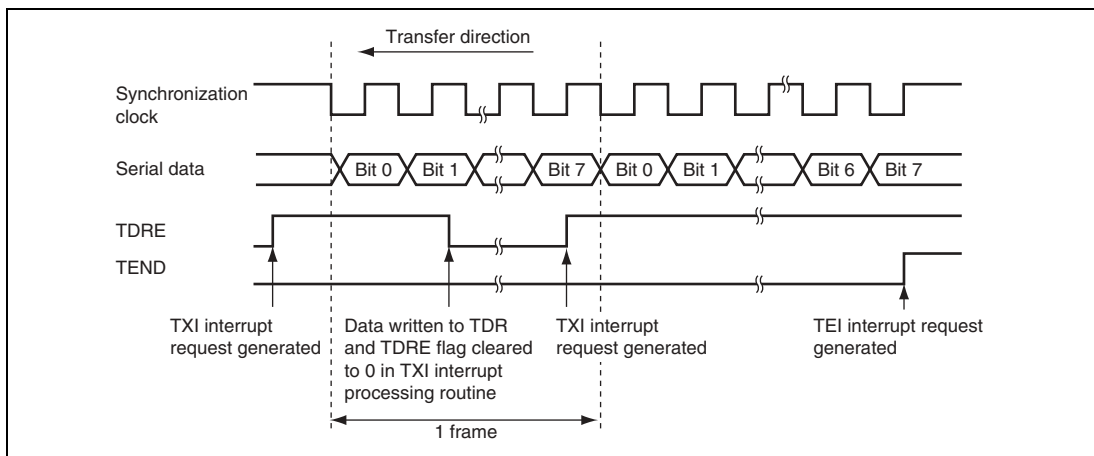 Transfer direction
Synchronization
clock
Serial data
Bit 0
Bit 1
Bit 7
Bit 0
Bit 1
Bit 6
Bit 7
TDRE
TEND
TXI interrupt
request generated
Data written to TDR
and TDRE flag cleared
to 0 in TXI interrupt
processing routine
TXI interrupt
request generated
TEI interrupt request
generated
1 frame